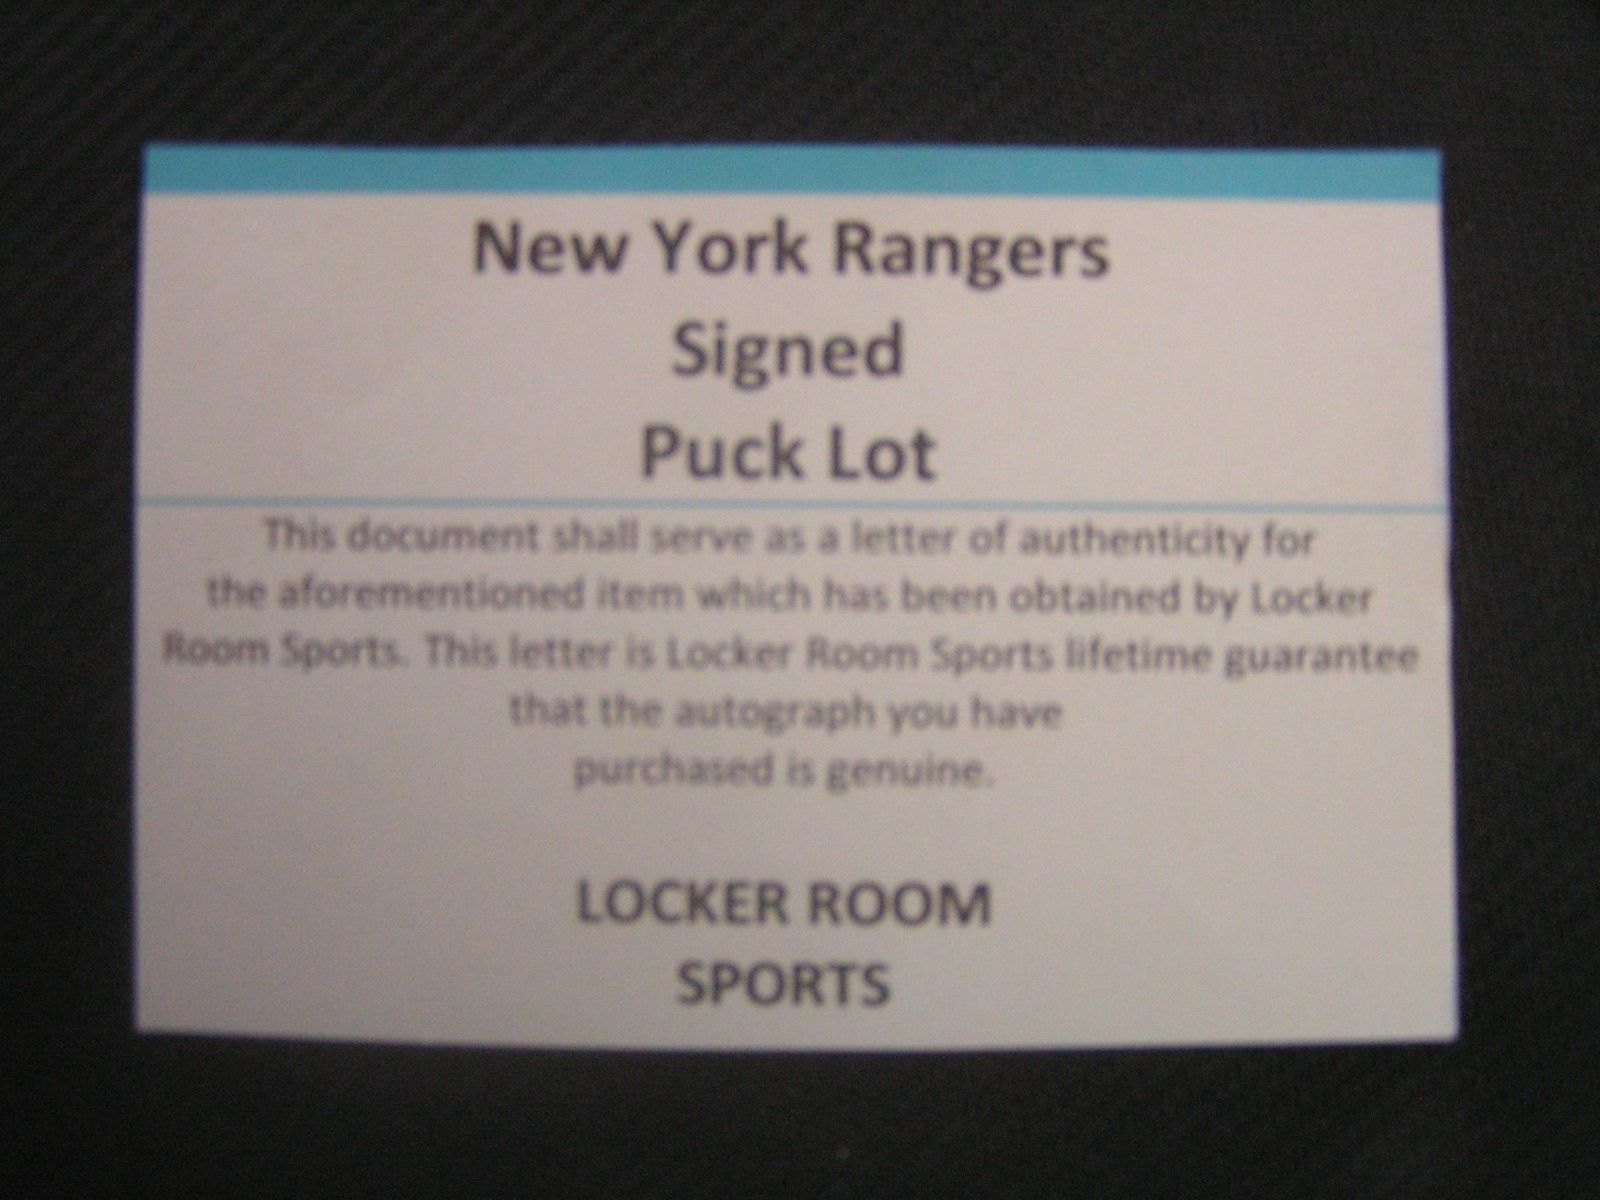 New York Rangers
Signed
Puck Lot
This document shall serve as a letter of authenticity for
the aforementioned item which has been obtained by Locker
Room Sports. This letter is Locker Room Sports lifetime guarantee
that the autograph you have
purchased is genuine.
LOCKER ROOM
SPORTS